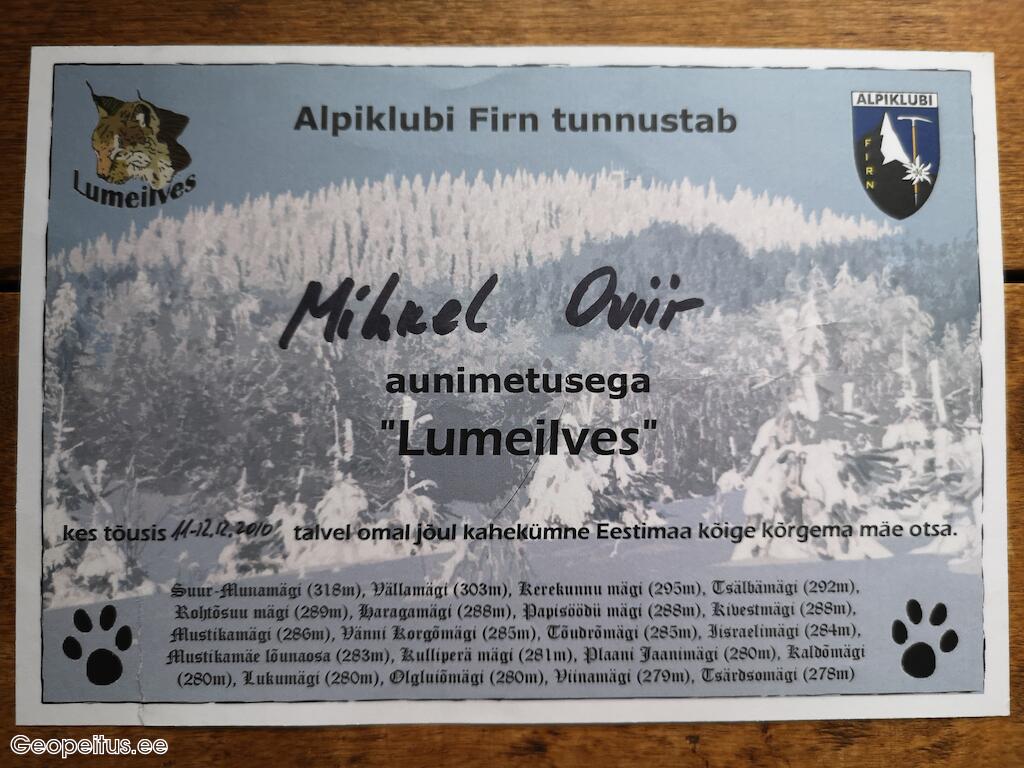 Alpiklubi Firn tunnustab
Lumeilves
ALPIKLUBI
FIRN
Mihkel Oviir
aunimetusega
"Lumeilves"
kes tõusis 11-12.12.2010 talvel omal jõul kahekümne Eestimaa kõige kõrgema mäe otsa.
Suur-Munamägi (318m), Vällamägi (303m), Kerekunnu mägi (295m), Tsälbämägi (292m),
Rohtõsuu mägi (289m), Haragamägi (288m), Papisöödü mägi (288m), Kivestmägi (288m),
Mustikamägi (286m), Vänni Korgõmägi (285m), Tõudrõmägi (285m), Iisraelimägi (284m),
Mustikamäe lõunaosa (283m), Kulliperä mägi (281m), Plaani Jaanimägi (280m), Kaldõmägi
(280m), Lukumägi (280m), Olgluiõmägi (280m), Viinamägi (279m), Tsärdsomägi (278m)
Geopeitus.ee